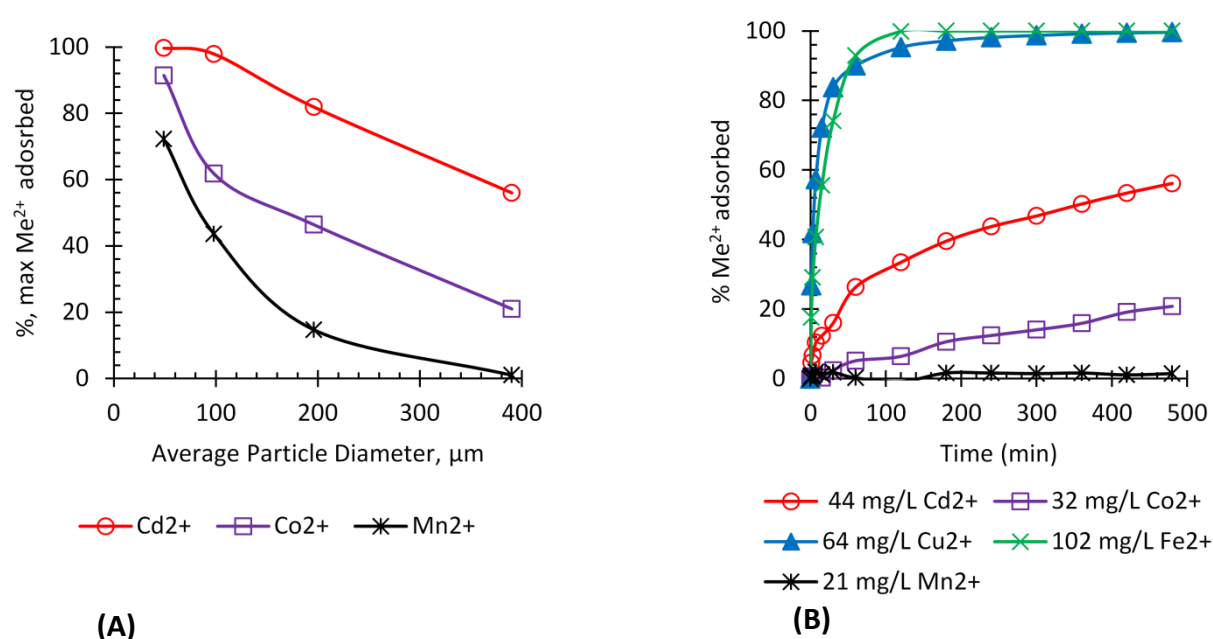 %, max Me²⁺ adosrbed
100
80
60
40
20
0
0 100 200 300 400
Average Particle Diameter, µm
Cd2+ Co2+ Mn2+
(A)
% Me²⁺ adsorbed
100
80
60
40
20
0
0 100 200 300 400 500
Time (min)
44 mg/L Cd2+ 32 mg/L Co2+
64 mg/L Cu2+ 102 mg/L Fe2+
21 mg/L Mn2+
(B)